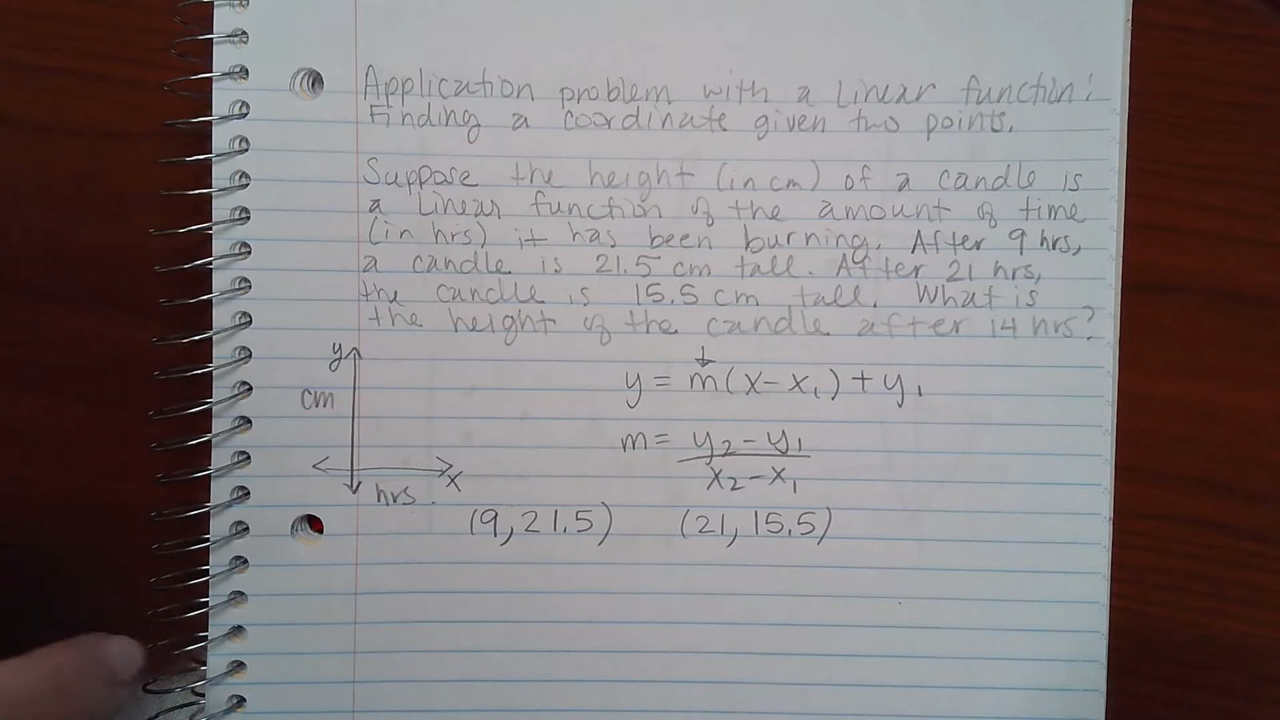 Application problem with a linear function:
Finding a coordinate given two points.
Suppose the height (in cm) of a candle is
a linear function of the amount of time
(in hrs) it has been burning. After 9 hrs,
a candle is 21.5 cm tall. After 21 hrs,
the candle is 15.5 cm tall. What is
the height of the candle after 14 hrs?
y
cm
hrs.
x
y = m(x-x₁) + y₁
m = y₂-y₁
x₂-x₁
(9,21.5) (21,15.5)